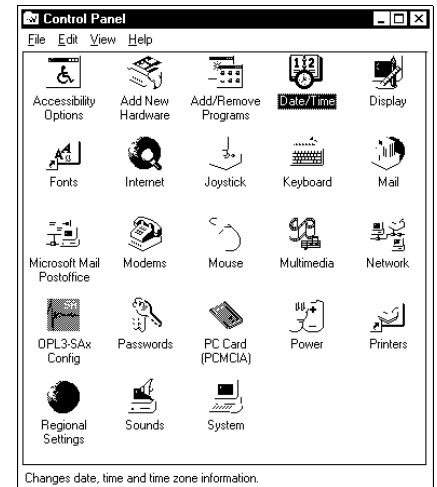 Control Panel
File Edit View Help
Accessibility Options
Add New Hardware
Add/Remove Programs
Date/Time
Display
Fonts
Internet
Joystick
Keyboard
Mail
Microsoft Mail Postoffice
Modems
Mouse
Multimedia
Network
OPL3-SAx Config
Passwords
PC Card (PCMCIA)
Power
Printers
Regional Settings
Sounds
System
Changes date, time and time zone information.